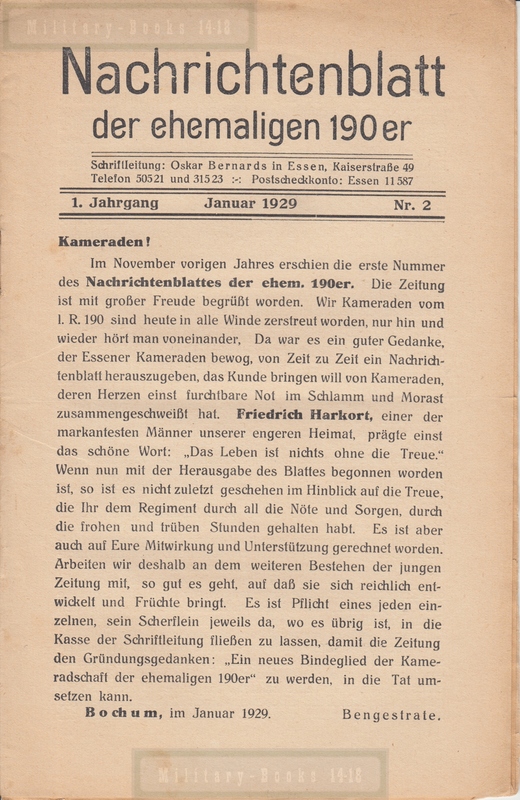 Military-Books 14-18
Nachrichtenblatt
der ehemaligen 190er
Schriftleitung: Oskar Bernards in Essen, Kaiserstraße 49
Telefon 50521 und 31523 :-: Postscheckkonto: Essen 11587
1. Jahrgang Januar 1929 Nr. 2
Kameraden!
Im November vorigen Jahres erschien die erste Nummer
des Nachrichtenblattes der ehem. 190er. Die Zeitung
ist mit großer Freude begrüßt worden. Wir Kameraden vom
I. R. 190 sind heute in alle Winde zerstreut worden, nur hin und
wieder hört man voneinander, Da war es ein guter Gedanke,
der Essener Kameraden bewog, von Zeit zu Zeit ein Nachrich-
tenblatt herauszugeben, das Kunde bringen will von Kameraden,
deren Herzen einst furchtbare Not im Schlamm und Morast
zusammengeschweißt hat. Friedrich Harkort, einer der
markantesten Männer unserer engeren Heimat, prägte einst
das schöne Wort: „Das Leben ist nichts ohne die Treue.“
Wenn nun mit der Herausgabe des Blattes begonnen worden
ist, so ist es nicht zuletzt geschehen im Hinblick auf die Treue,
die Ihr dem Regiment durch all die Nöte und Sorgen, durch
die frohen und trüben Stunden gehalten habt. Es ist aber
auch auf Eure Mitwirkung und Unterstützung gerechnet worden.
Arbeiten wir deshalb an dem weiteren Bestehen der jungen
Zeitung mit, so gut es geht, auf daß sie sich reichlich ent-
wickelt und Früchte bringt. Es ist Pflicht eines jeden ein-
zelnen, sein Scherflein jeweils da, wo es übrig ist, in die
Kasse der Schriftleitung fließen zu lassen, damit die Zeitung
den Gründungsgedanken: „Ein neues Bindeglied der Kame-
radschaft der ehemaligen 190er“ zu werden, in die Tat um-
setzen kann.
Bochum, im Januar 1929. Bengestrate.
Military-Books 14-18